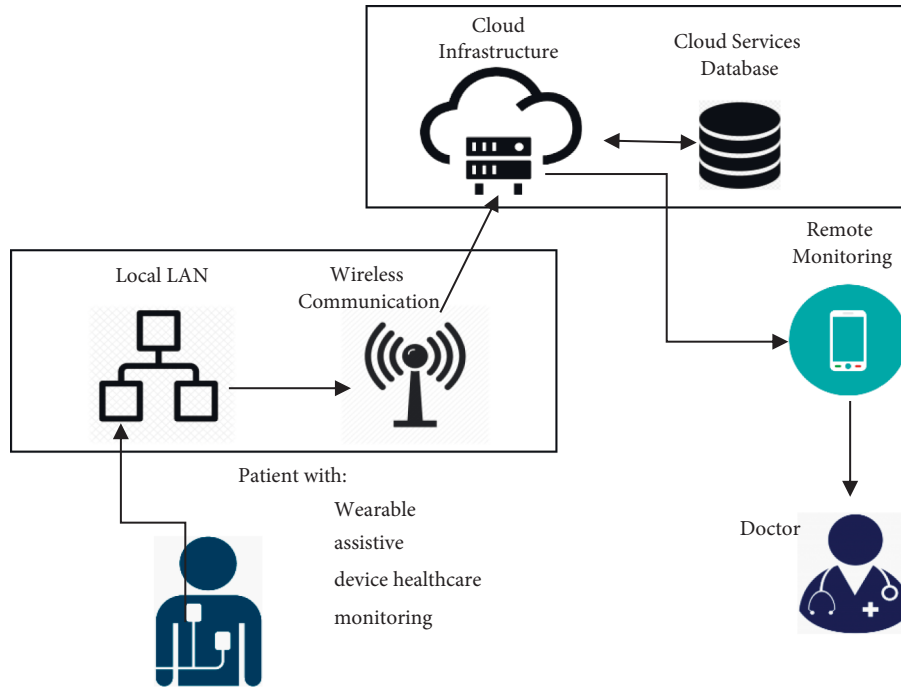 Cloud
Infrastructure
Cloud Services
Database
Remote
Monitoring
Local LAN
Wireless
Communication
Patient with:
Wearable
assistive
device healthcare
monitoring
Doctor